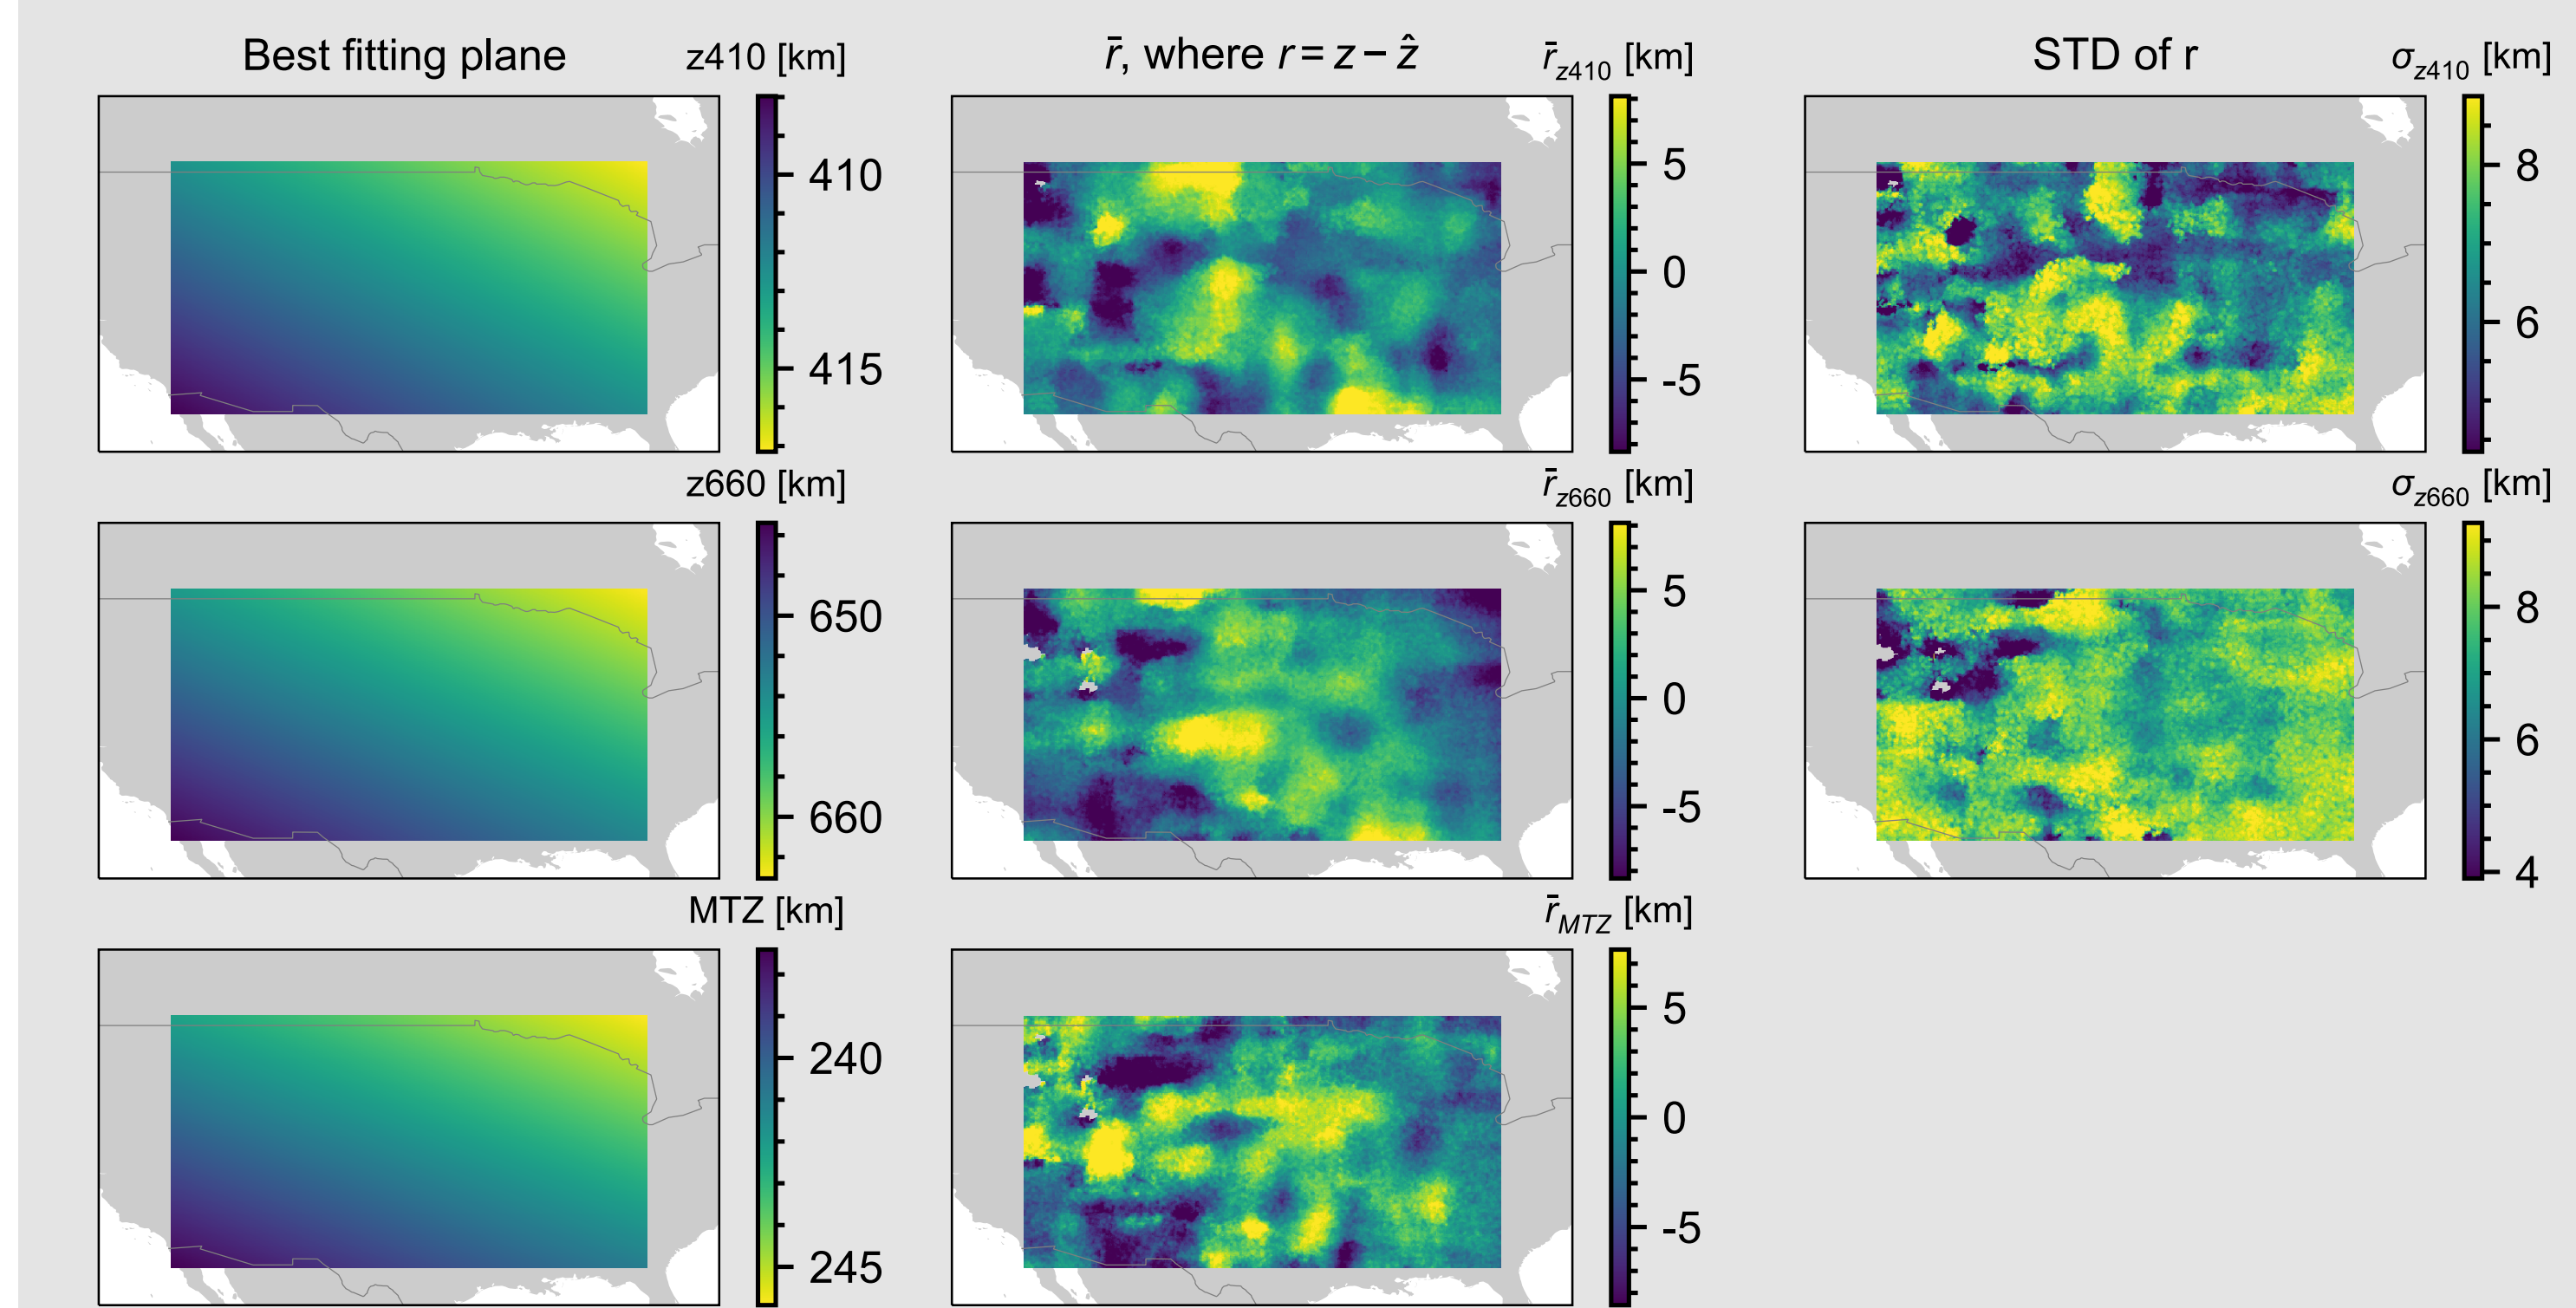 Best fitting plane
z410 [km]
410
415
r̄, where r = z − ẑ
r̄z410 [km]
5
0
-5
STD of r
σz410 [km]
8
6
z660 [km]
650
660
r̄z660 [km]
5
0
-5
σz660 [km]
8
6
4
MTZ [km]
240
245
r̄MTZ [km]
5
0
-5